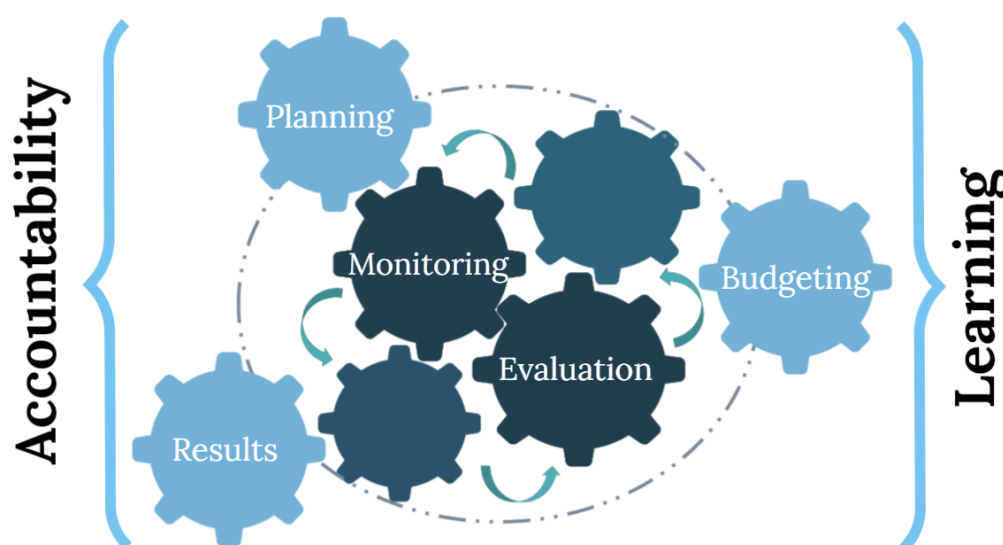 Accountability
Planning
Monitoring
Budgeting
Evaluation
Results
Learning